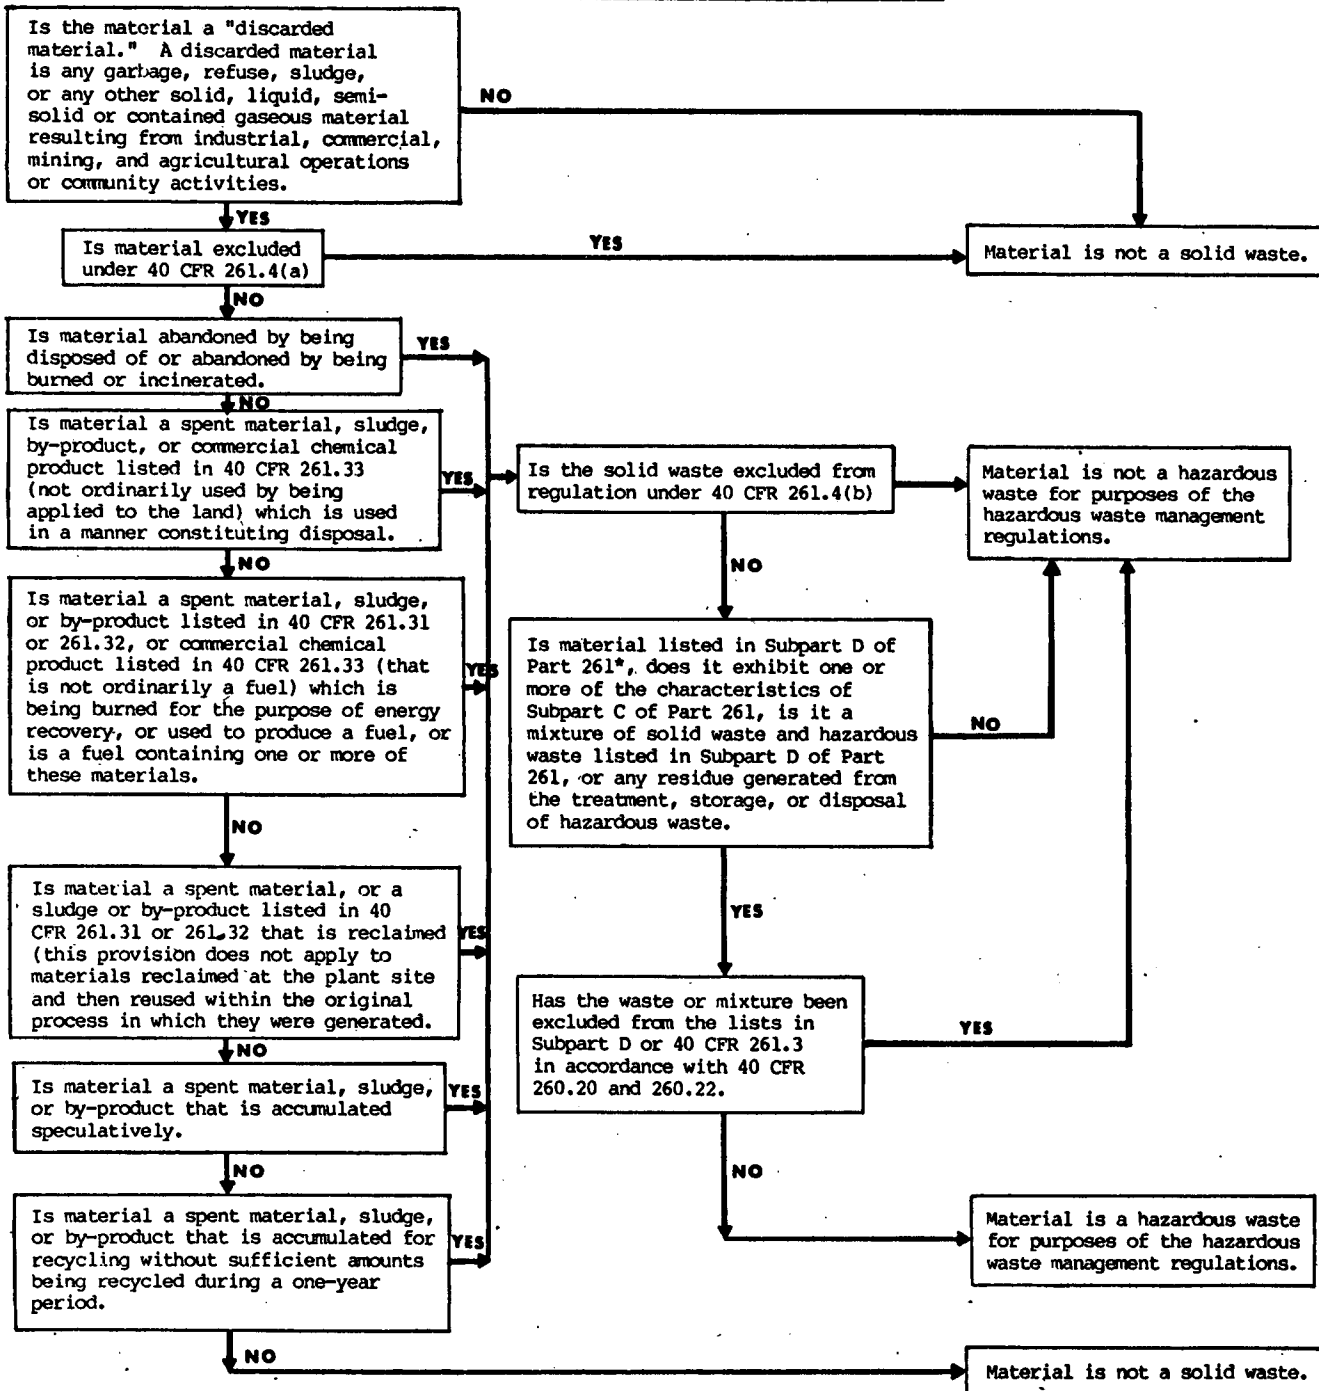 Is the material a "discarded
material." A discarded material
is any garbage, refuse, sludge,
or any other solid, liquid, semi-
solid or contained gaseous material
resulting from industrial, commercial,
mining, and agricultural operations
or community activities.
NO
YES
Is material excluded
under 40 CFR 261.4(a)
YES
Material is not a solid waste.
NO
Is material abandoned by being
disposed of or abandoned by being
burned or incinerated.
YES
NO
Is material a spent material, sludge,
by-product, or commercial chemical
product listed in 40 CFR 261.33
(not ordinarily used by being
applied to the land) which is used
in a manner constituting disposal.
YES
NO
Is material a spent material, sludge,
or by-product listed in 40 CFR 261.31
or 261.32, or commercial chemical
product listed in 40 CFR 261.33 (that
is not ordinarily a fuel) which is
being burned for the purpose of energy
recovery, or used to produce a fuel, or
is a fuel containing one or more of
these materials.
YES
NO
Is material a spent material, or a
sludge or by-product listed in 40
CFR 261.31 or 261.32 that is reclaimed
(this provision does not apply to
materials reclaimed at the plant site
and then reused within the original
process in which they were generated.
YES
NO
Is material a spent material, sludge,
or by-product that is accumulated
speculatively.
YES
NO
Is material a spent material, sludge,
or by-product that is accumulated for
recycling without sufficient amounts
being recycled during a one-year
period.
YES
NO
Is the solid waste excluded from
regulation under 40 CFR 261.4(b)
NO
Material is not a hazardous
waste for purposes of the
hazardous waste management
regulations.
Is material listed in Subpart D of
Part 261*, does it exhibit one or
more of the characteristics of
Subpart C of Part 261, is it a
mixture of solid waste and hazardous
waste listed in Subpart D of Part
261, or any residue generated from
the treatment, storage, or disposal
of hazardous waste.
NO
YES
Has the waste or mixture been
excluded from the lists in
Subpart D or 40 CFR 261.3
in accordance with 40 CFR
260.20 and 260.22.
YES
NO
Material is a hazardous waste
for purposes of the hazardous
waste management regulations.
Material is not a solid waste.